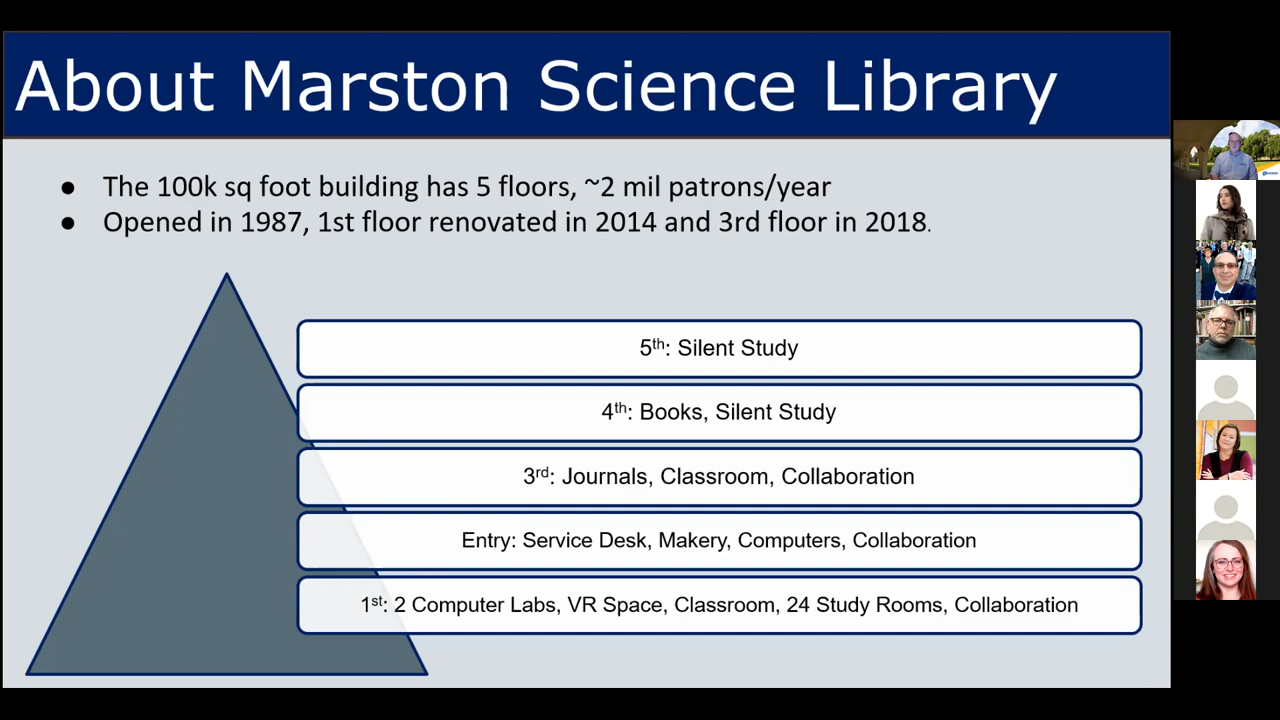 About Marston Science Library
● The 100k sq foot building has 5 floors, ~2 mil patrons/year
● Opened in 1987, 1st floor renovated in 2014 and 3rd floor in 2018.
5th: Silent Study
4th: Books, Silent Study
3rd: Journals, Classroom, Collaboration
Entry: Service Desk, Makery, Computers, Collaboration
1st: 2 Computer Labs, VR Space, Classroom, 24 Study Rooms, Collaboration